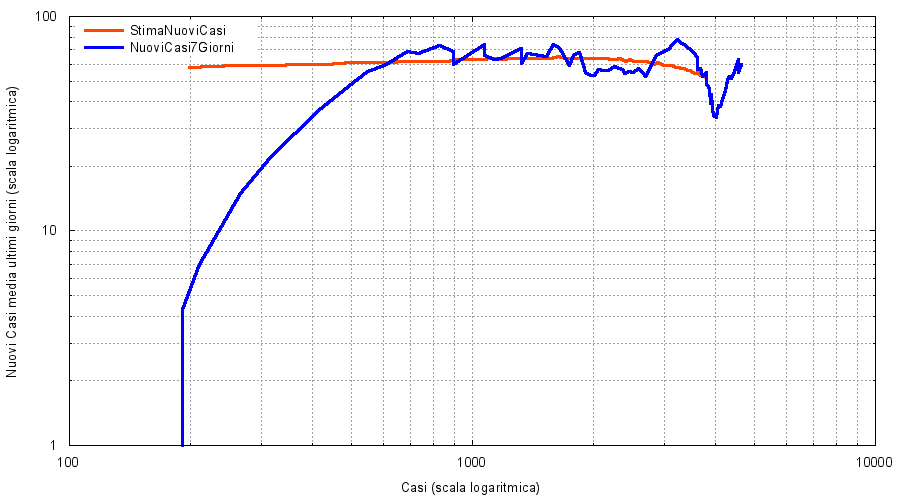 100
StimaNuoviCasi
NuoviCasi7Giorni
Nuovi Casi media ultimi giorni (scala logaritmica)
10
1
100
1000
10000
Casi (scala logaritmica)